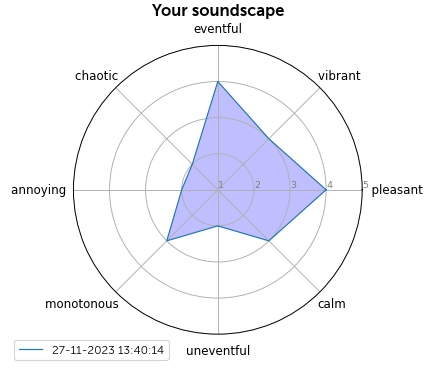 Your soundscape
eventful
chaotic
vibrant
annoying
1 2 3 4 5
pleasant
monotonous
calm
27-11-2023 13:40:14
uneventful